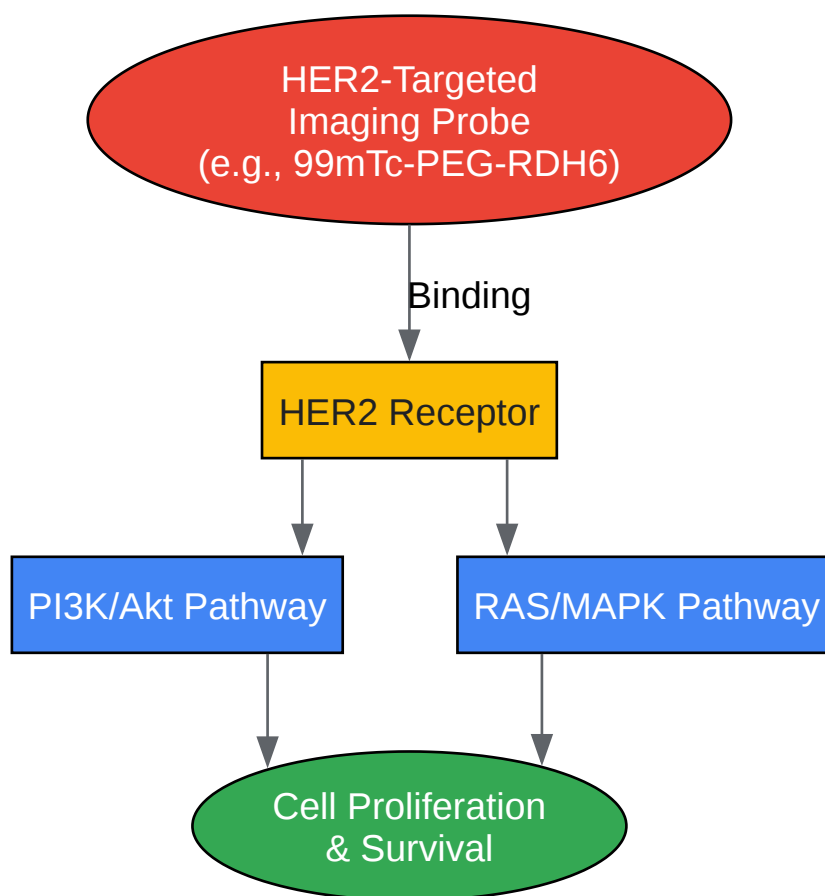 HER2-Targeted
Imaging Probe
(e.g., 99mTc-PEG-RDH6)
Binding
HER2 Receptor
PI3K/Akt Pathway
RAS/MAPK Pathway
Cell Proliferation
& Survival